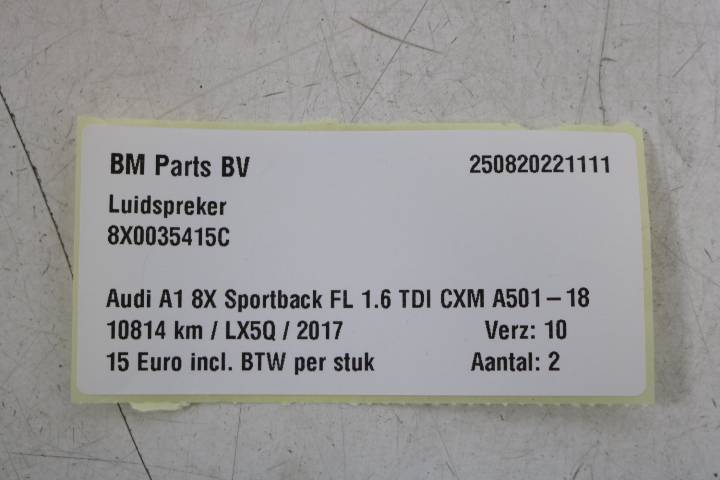 BM Parts BV 250820221111
Luidspreker
8X0035415C
Audi A1 8X Sportback FL 1.6 TDI CXM A501-18
10814 km / LX5Q / 2017 Verz: 10
15 Euro incl. BTW per stuk Aantal: 2